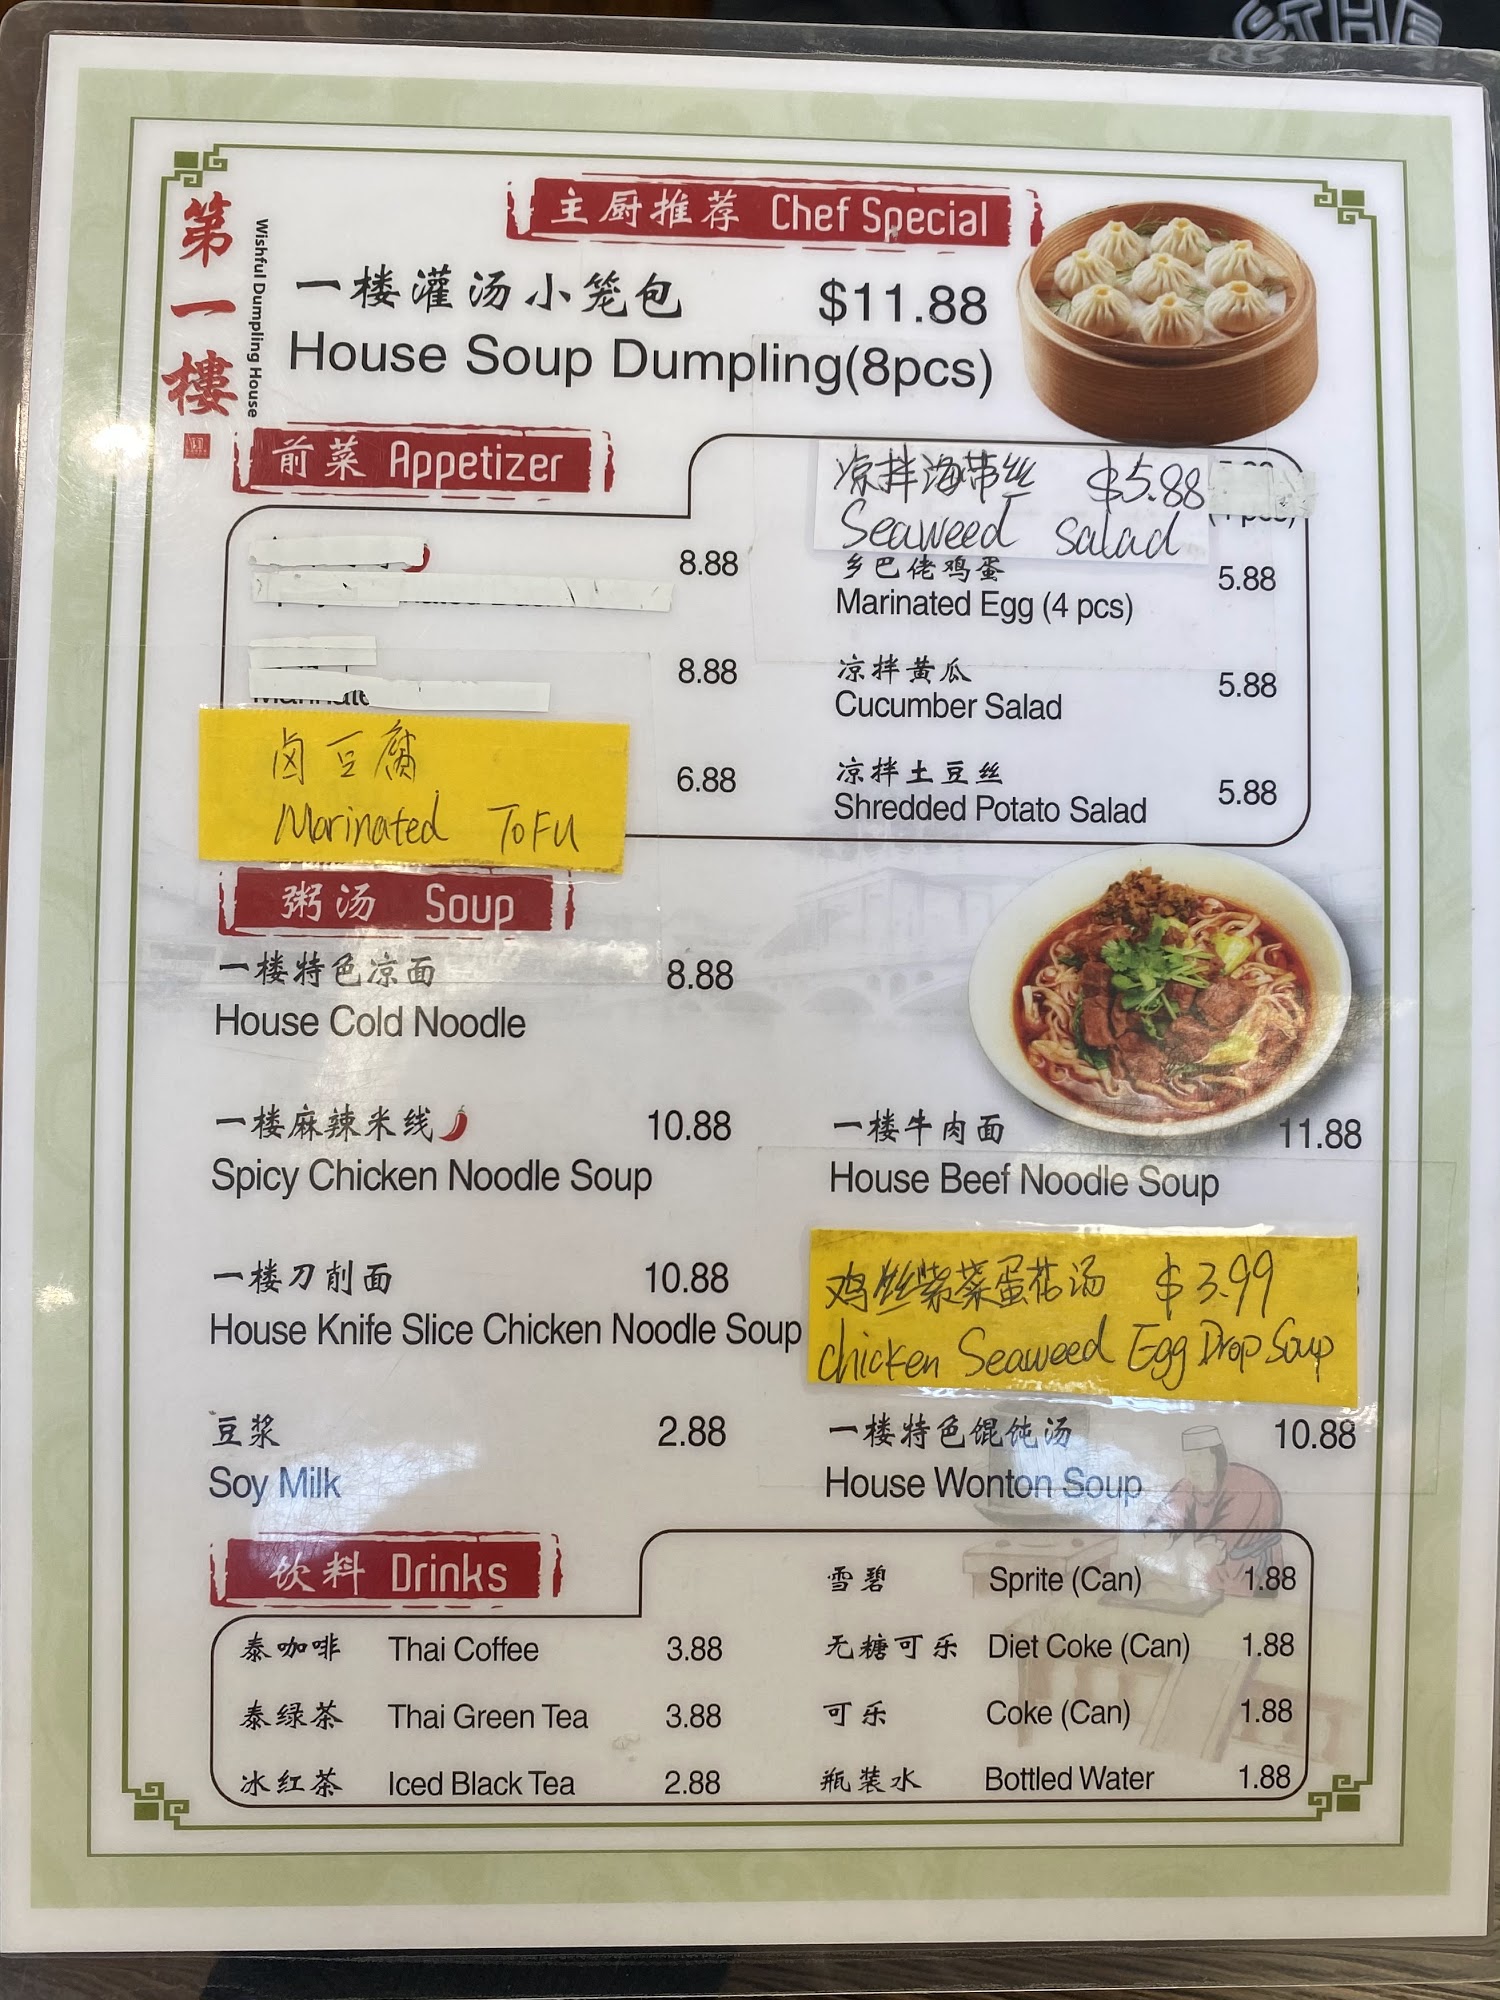 第一樓
Wishful Dumpling House
主厨推荐 Chef Special
一楼灌汤小笼包 $11.88
House Soup Dumpling(8pcs)
前菜 Appetizer
8.88
8.88
卤豆腐
Marinated ToFu
6.88
凉拌海带丝 $5.88
Seaweed salad
乡巴佬鸡蛋 5.88
Marinated Egg (4 pcs)
凉拌黄瓜 5.88
Cucumber Salad
凉拌土豆丝 5.88
Shredded Potato Salad
粥汤 Soup
一楼特色凉面 8.88
House Cold Noodle
一楼麻辣米线 10.88
Spicy Chicken Noodle Soup
一楼牛肉面 11.88
House Beef Noodle Soup
一楼刀削面 10.88
House Knife Slice Chicken Noodle Soup
鸡丝紫菜蛋花汤 $3.99
chicken Seaweed Egg Drop Soup
豆浆 2.88
Soy Milk
一楼特色馄饨汤 10.88
House Wonton Soup
饮料 Drinks
泰咖啡 Thai Coffee 3.88
泰绿茶 Thai Green Tea 3.88
冰红茶 Iced Black Tea 2.88
雪碧 Sprite (Can) 1.88
无糖可乐 Diet Coke (Can) 1.88
可乐 Coke (Can) 1.88
瓶装水 Bottled Water 1.88